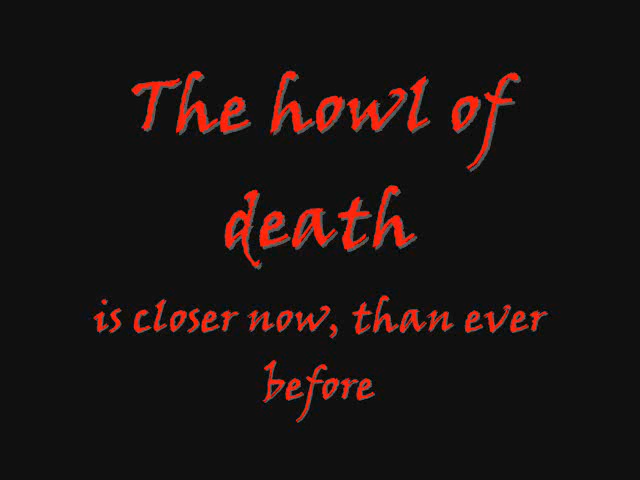 The howl of
death
is closer now, than ever
before